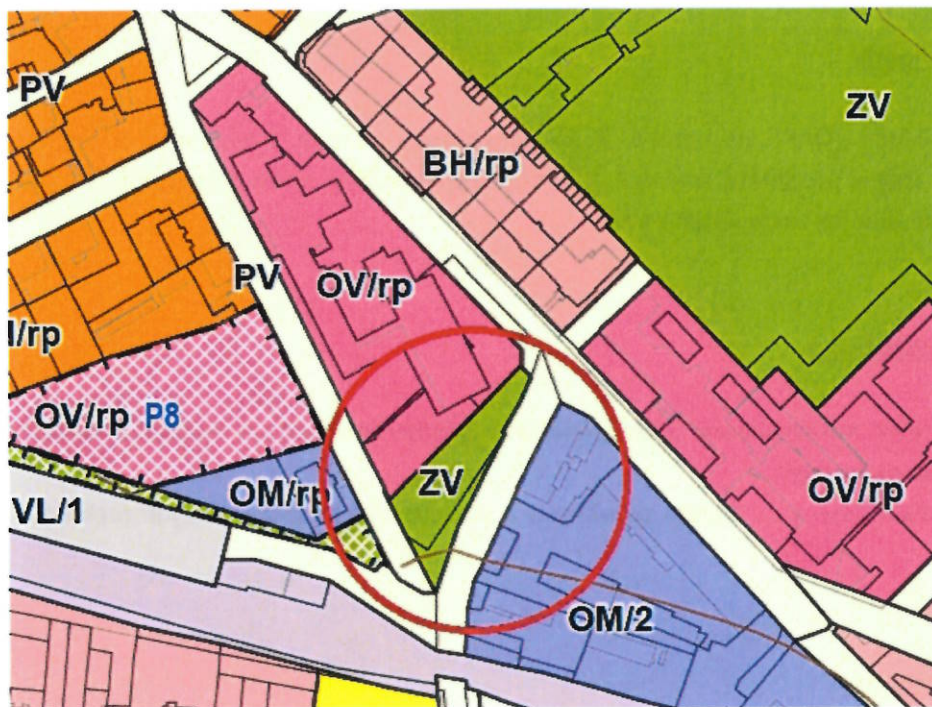 PV
ZV
BH/rp
PV
OV/rp
I/rp
OV/rp P8
ZV
OM/rp
OV/rp
VL/1
OM/2